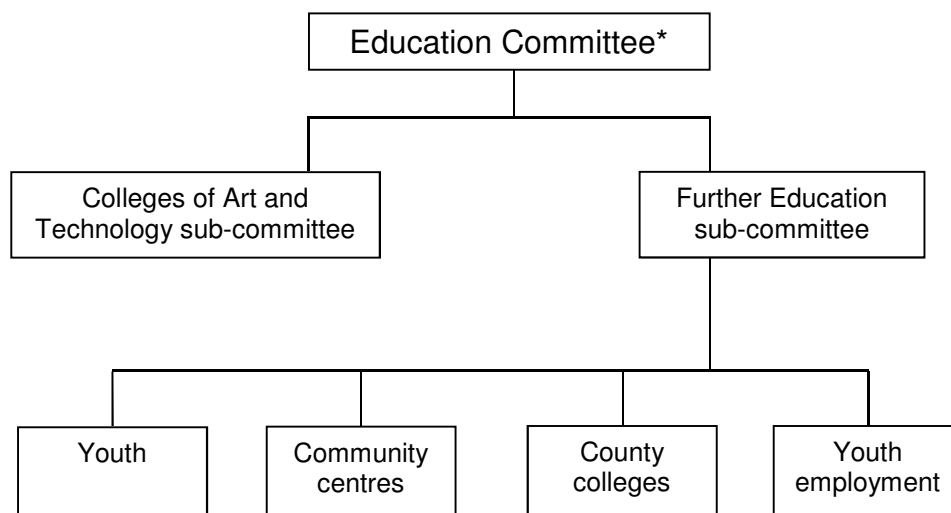 Education Committee*
Colleges of Art and
Technology sub-committee
Further Education
sub-committee
Youth
Community
centres
County
colleges
Youth
employment